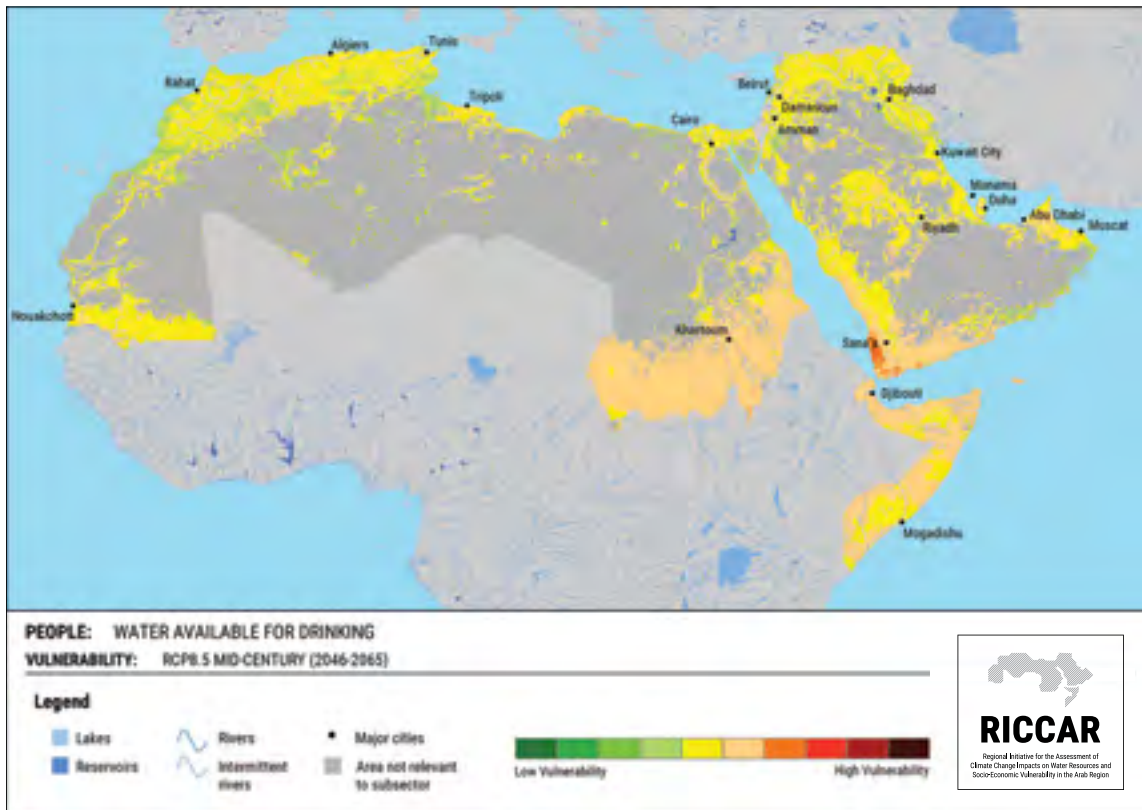 Algiers
Tunis
Rabat
Tripoli
Beirut
Baghdad
Damascus
Cairo
Amman
Kuwait City
Manama
Doha
Abu Dhabi
Riyadh
Muscat
Nouakchott
Khartoum
Sana'a
Djibouti
Mogadishu
PEOPLE: WATER AVAILABLE FOR DRINKING
VULNERABILITY: RCP8.5 MID-CENTURY (2046-2065)
Legend
Lakes
Rivers
Major cities
Reservoirs
Intermittent
rivers
Area not relevant
to subsector
Low Vulnerability
High Vulnerability
RICCAR
Regional Initiative for the Assessment of
Climate Change Impacts on Water Resources and
Socio-Economic Vulnerability in the Arab Region